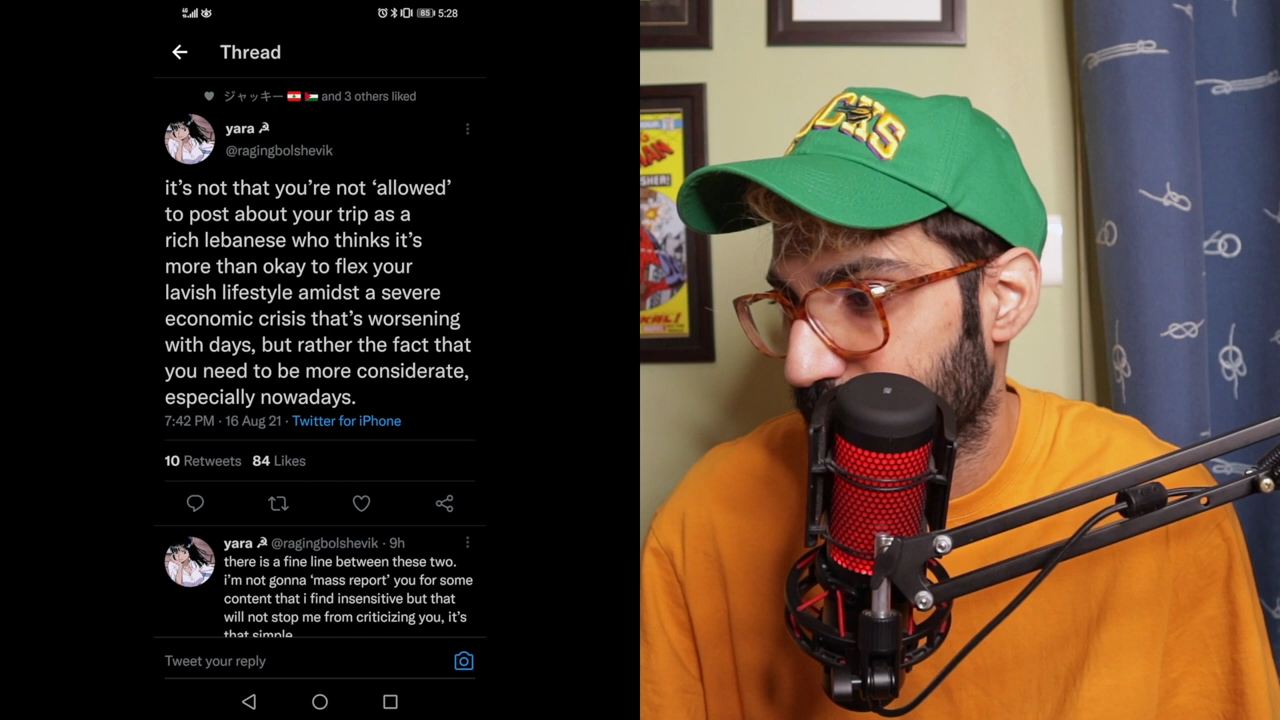 85 5:28
Thread
ジャッキー and 3 others liked
yara
@ragingbolshevik
it's not that you're not ‘allowed’
to post about your trip as a
rich lebanese who thinks it's
more than okay to flex your
lavish lifestyle amidst a severe
economic crisis that's worsening
with days, but rather the fact that
you need to be more considerate,
especially nowadays.
7:42 PM · 16 Aug 21 · Twitter for iPhone
10 Retweets 84 Likes
yara @ragingbolshevik · 9h
there is a fine line between these two.
i'm not gonna ‘mass report’ you for some
content that i find insensitive but that
will not stop me from criticizing you, it's
that simple
Tweet your reply